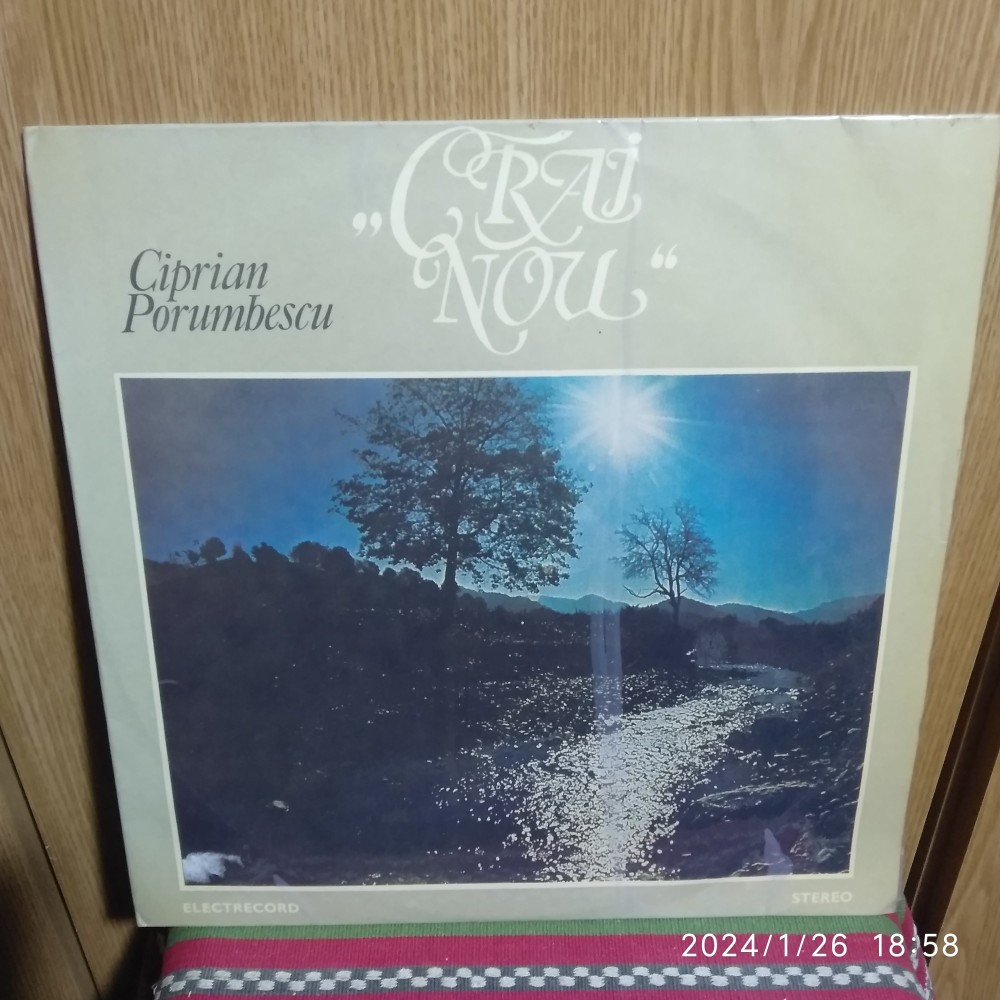 „CRAI
NOU“
Ciprian
Porumbescu
ELECTRECORD
STEREO
2024/1/26 18:58